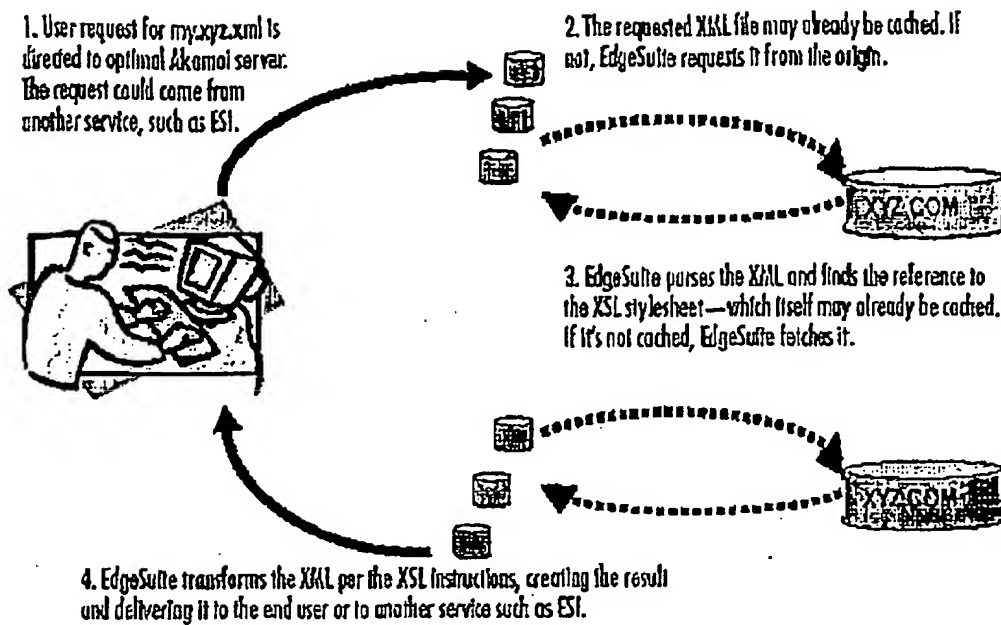 1. User request for my.xyz.xml is
directed to optimal Akamai server.
The request could come from
another service, such as ESI.
2. The requested XML file may already be cached. If
not, EdgeSuite requests it from the origin.
XYZ.COM
3. EdgeSuite parses the XML and finds the reference to
the XSL stylesheet—which itself may already be cached.
If it's not cached, EdgeSuite fetches it.
XYZ.COM
4. EdgeSuite transforms the XML per the XSL instructions, creating the result
and delivering it to the end user or to another service such as ESI.